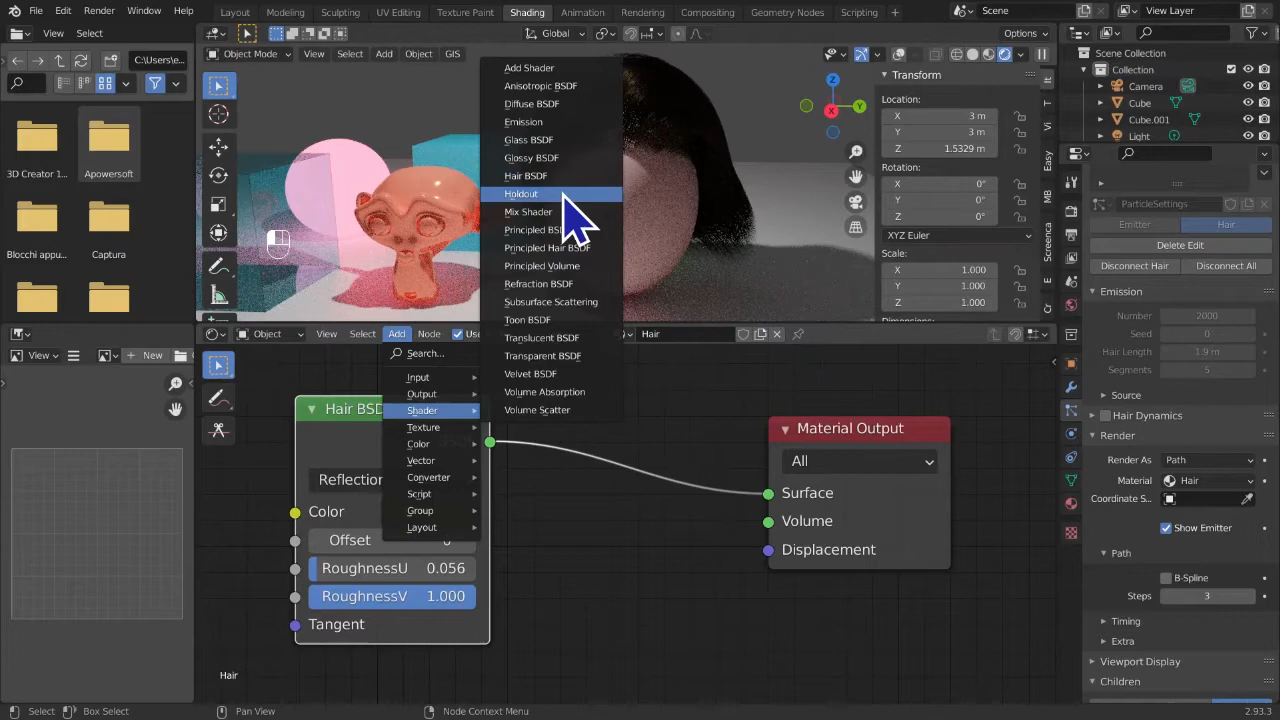 File Edit Render Window Help
Layout Modeling Sculpting UV Editing Texture Paint Shading Animation Rendering Compositing Geometry Nodes Scripting +
Scene View Layer
View Select
Global Options
Object Mode View Select Add Object GIS
C:\Users\e...
3D Creator 1... Apowersoft
Blocchi appu... Captura
Add Shader
Anisotropic BSDF
Diffuse BSDF
Emission
Glass BSDF
Glossy BSDF
Hair BSDF
Holdout
Mix Shader
Principled BS
Principled Hair BSDF
Principled Volume
Refraction BSDF
Subsurface Scattering
Toon BSDF
Translucent BSDF
Transparent BSDF
Velvet BSDF
Volume Absorption
Volume Scatter
Z
Y
X
Transform
Location:
X 3 m
Y 3 m
Z 1.5329 m
Rotation:
X 0°
Y 0°
Z 0°
XYZ Euler
Scale:
X 1.000
Y 1.000
Z 1.000
It
T
Vi
Easy
MB
Screenca
Cr
Scene Collection
Collection
Camera
Cube
Cube.001
Light
ParticleSettings
Emitter Hair
Delete Edit
Disconnect Hair Disconnect All
Emission
Number 2000
Seed 0
Hair Length 1.9 m
Segments 5
Source
Hair Dynamics
Render
Render As Path
Material Hair
Coordinate S...
Show Emitter
Path
B-Spline
Steps 3
Timing
Extra
Viewport Display
Children
View + New
Object View Select Add Node Use Hair
Search...
Input
Output
Shader
Texture
Color
Vector
Converter
Script
Group
Layout
Hair BSD
Reflection
Color
Offset 0
RoughnessU 0.056
RoughnessV 1.000
Tangent
Material Output
All
Surface
Volume
Displacement
Hair
Select Box Select Pan View Node Context Menu 2.93.3